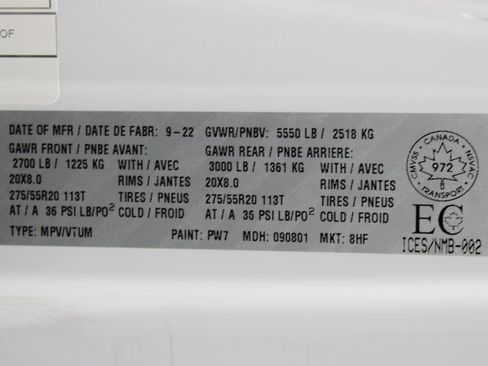 OF
DATE OF MFR / DATE DE FABR: 9-22 GVWR/PNBV: 5550 LB / 2518 KG
GAWR FRONT / PNBE AVANT: GAWR REAR / PNBE ARRIERE:
2700 LB / 1225 KG WITH / AVEC 3000 LB / 1361 KG WITH / AVEC
20X8.0 RIMS / JANTES 20X8.0 RIMS / JANTES
275/55R20 113T TIRES / PNEUS 275/55R20 113T TIRES / PNEUS
AT / A 36 PSI LB/PO² COLD / FROID AT / A 36 PSI LB/PO² COLD / FROID
TYPE: MPV/VTUM PAINT: PW7 MDH: 090801 MKT: 8HF
CANADA
CMVSS NSVAC
972
TRANSPORT
EC
ICES/NMB-002